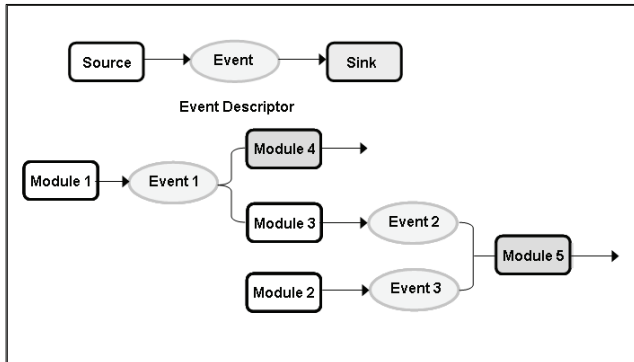 Source
Event
Sink
Event Descriptor
Module 4
Module 1
Event 1
Module 3
Event 2
Module 5
Module 2
Event 3